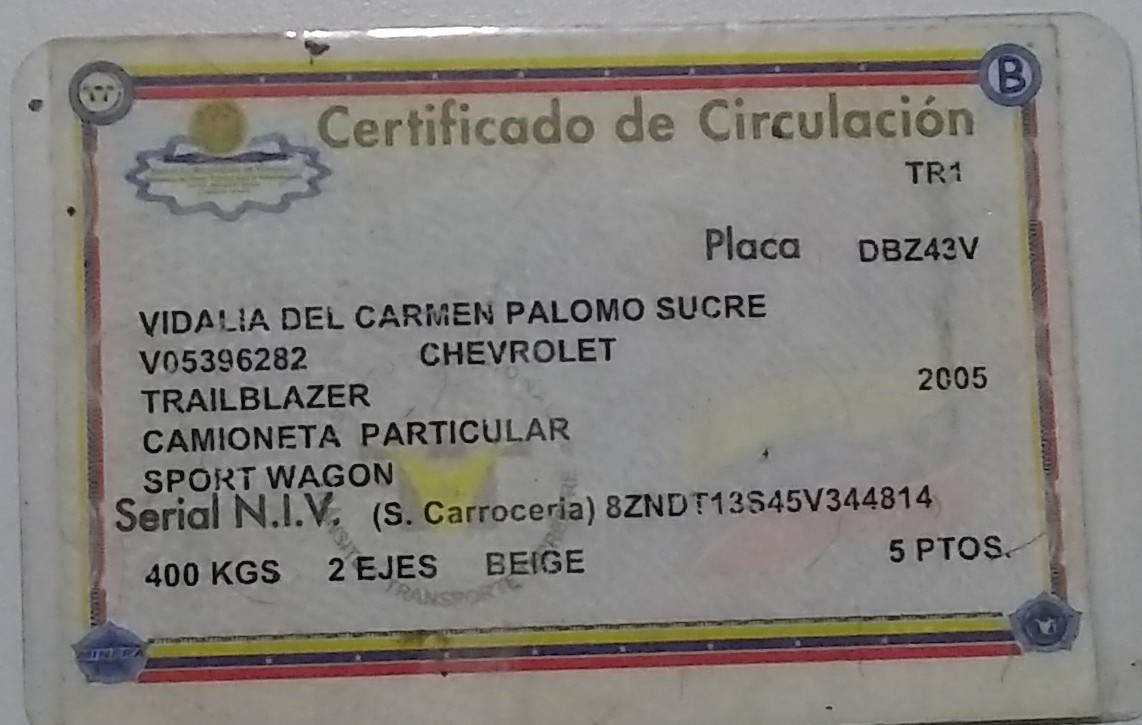 B
Certificado de Circulación
TR1
Placa DBZ43V
VIDALIA DEL CARMEN PALOMO SUCRE
V05396282 CHEVROLET
TRAILBLAZER 2005
CAMIONETA PARTICULAR
SPORT WAGON
Serial N.I.V. (S. Carroceria) 8ZNDT13S45V344814
400 KGS 2 EJES BEIGE 5 PTOS.
TRANSPORTE